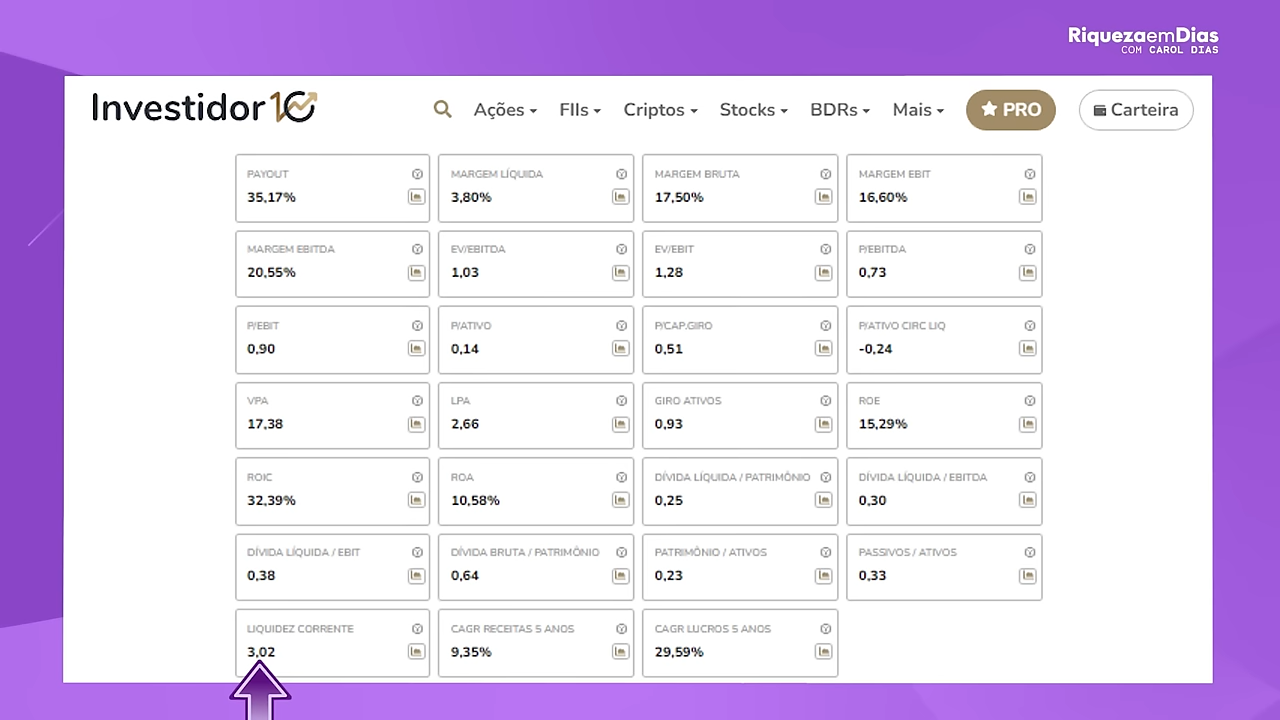 RiquezaemDias
COM CAROL DIAS
Investidor10
Ações
FIIs
Criptos
Stocks
BDRs
Mais
PRO
Carteira
PAYOUT
35,17%
MARGEM LÍQUIDA
3,80%
MARGEM BRUTA
17,50%
MARGEM EBIT
16,60%
MARGEM EBITDA
20,55%
EV/EBITDA
1,03
EV/EBIT
1,28
P/EBITDA
0,73
P/EBIT
0,90
P/ATIVO
0,14
P/CAP.GIRO
0,51
P/ATIVO CIRC LIQ
-0,24
VPA
17,38
LPA
2,66
GIRO ATIVOS
0,93
ROE
15,29%
ROIC
32,39%
ROA
10,58%
DÍVIDA LÍQUIDA / PATRIMÔNIO
0,25
DÍVIDA LÍQUIDA / EBITDA
0,30
DÍVIDA LÍQUIDA / EBIT
0,38
DÍVIDA BRUTA / PATRIMÔNIO
0,64
PATRIMÔNIO / ATIVOS
0,23
PASSIVOS / ATIVOS
0,33
LIQUIDEZ CORRENTE
3,02
CAGR RECEITAS 5 ANOS
9,35%
CAGR LUCROS 5 ANOS
29,59%